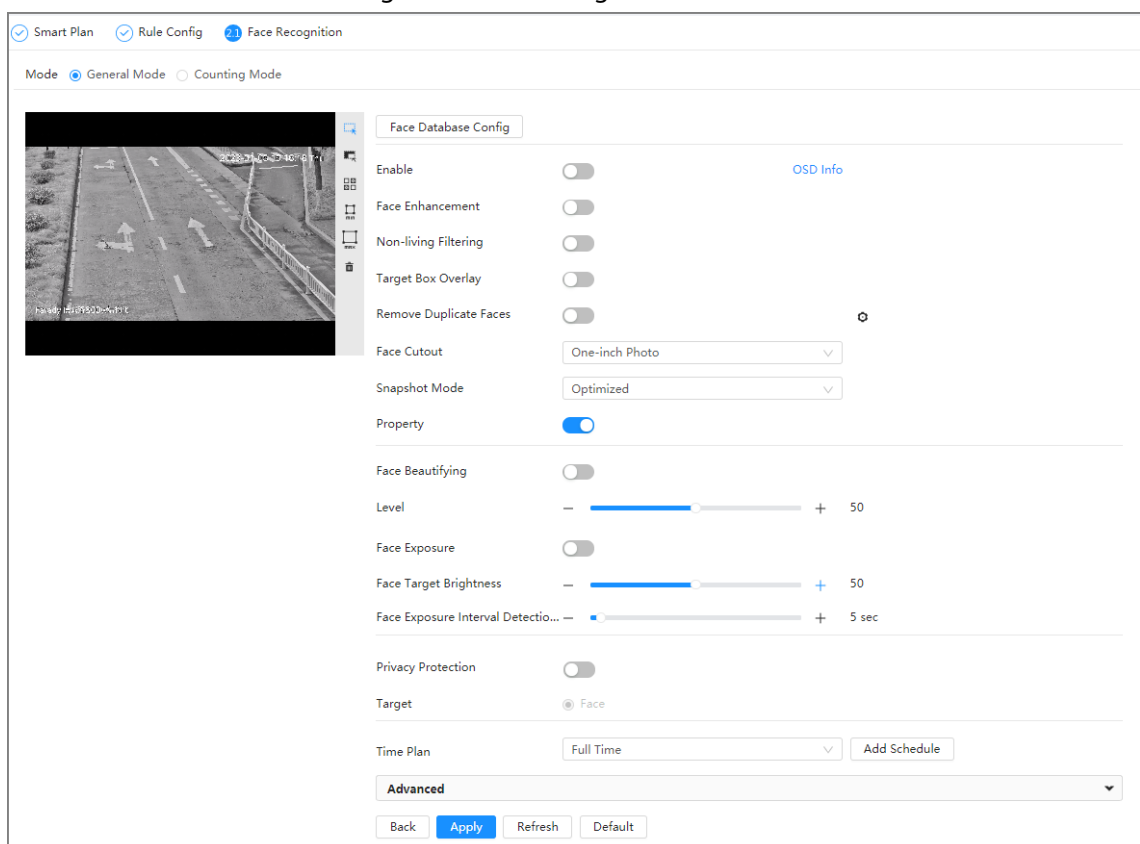 Smart Plan Rule Config 2.1 Face Recognition
Mode General Mode Counting Mode
Face Database Config
Enable OSD Info
Face Enhancement
Non-living Filtering
Target Box Overlay
Remove Duplicate Faces
Face Cutout One-inch Photo
Snapshot Mode Optimized
Property
Face Beautifying
Level 50
Face Exposure
Face Target Brightness 50
Face Exposure Interval Detectio... 5 sec
Privacy Protection
Target Face
Time Plan Full Time Add Schedule
Advanced
Back Apply Refresh Default